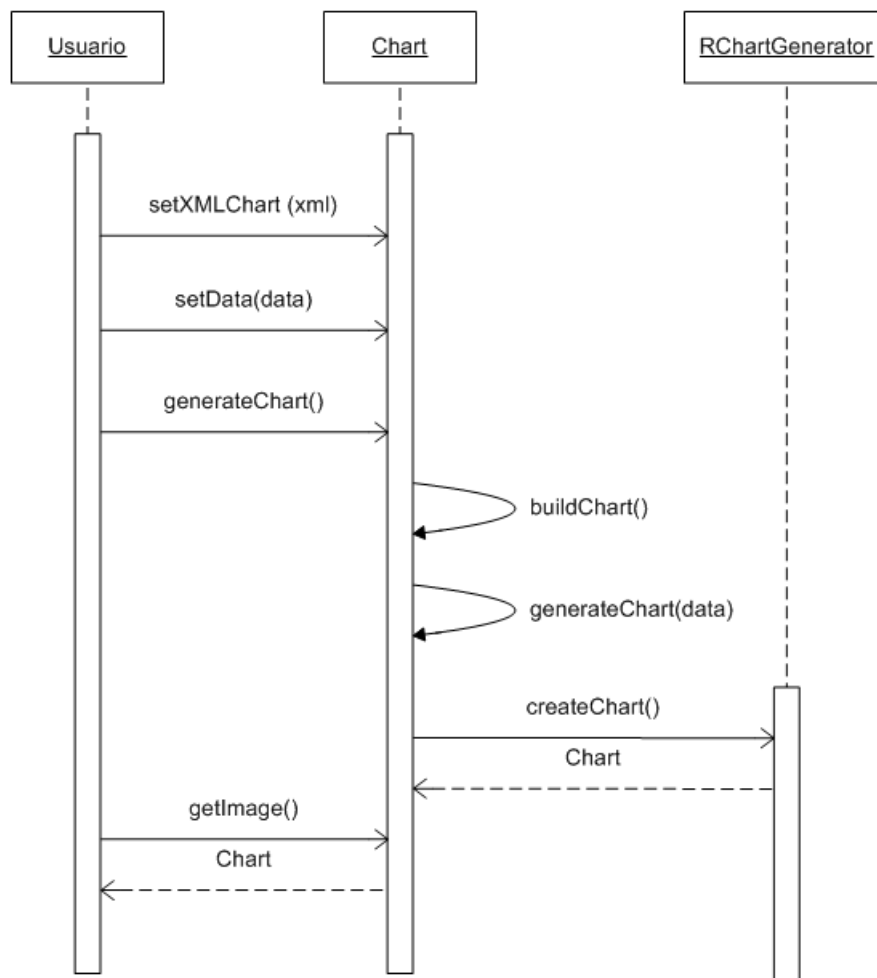 Usuario
Chart
RChartGenerator
setXMLChart (xml)
setData(data)
generateChart()
buildChart()
generateChart(data)
createChart()
Chart
getImage()
Chart